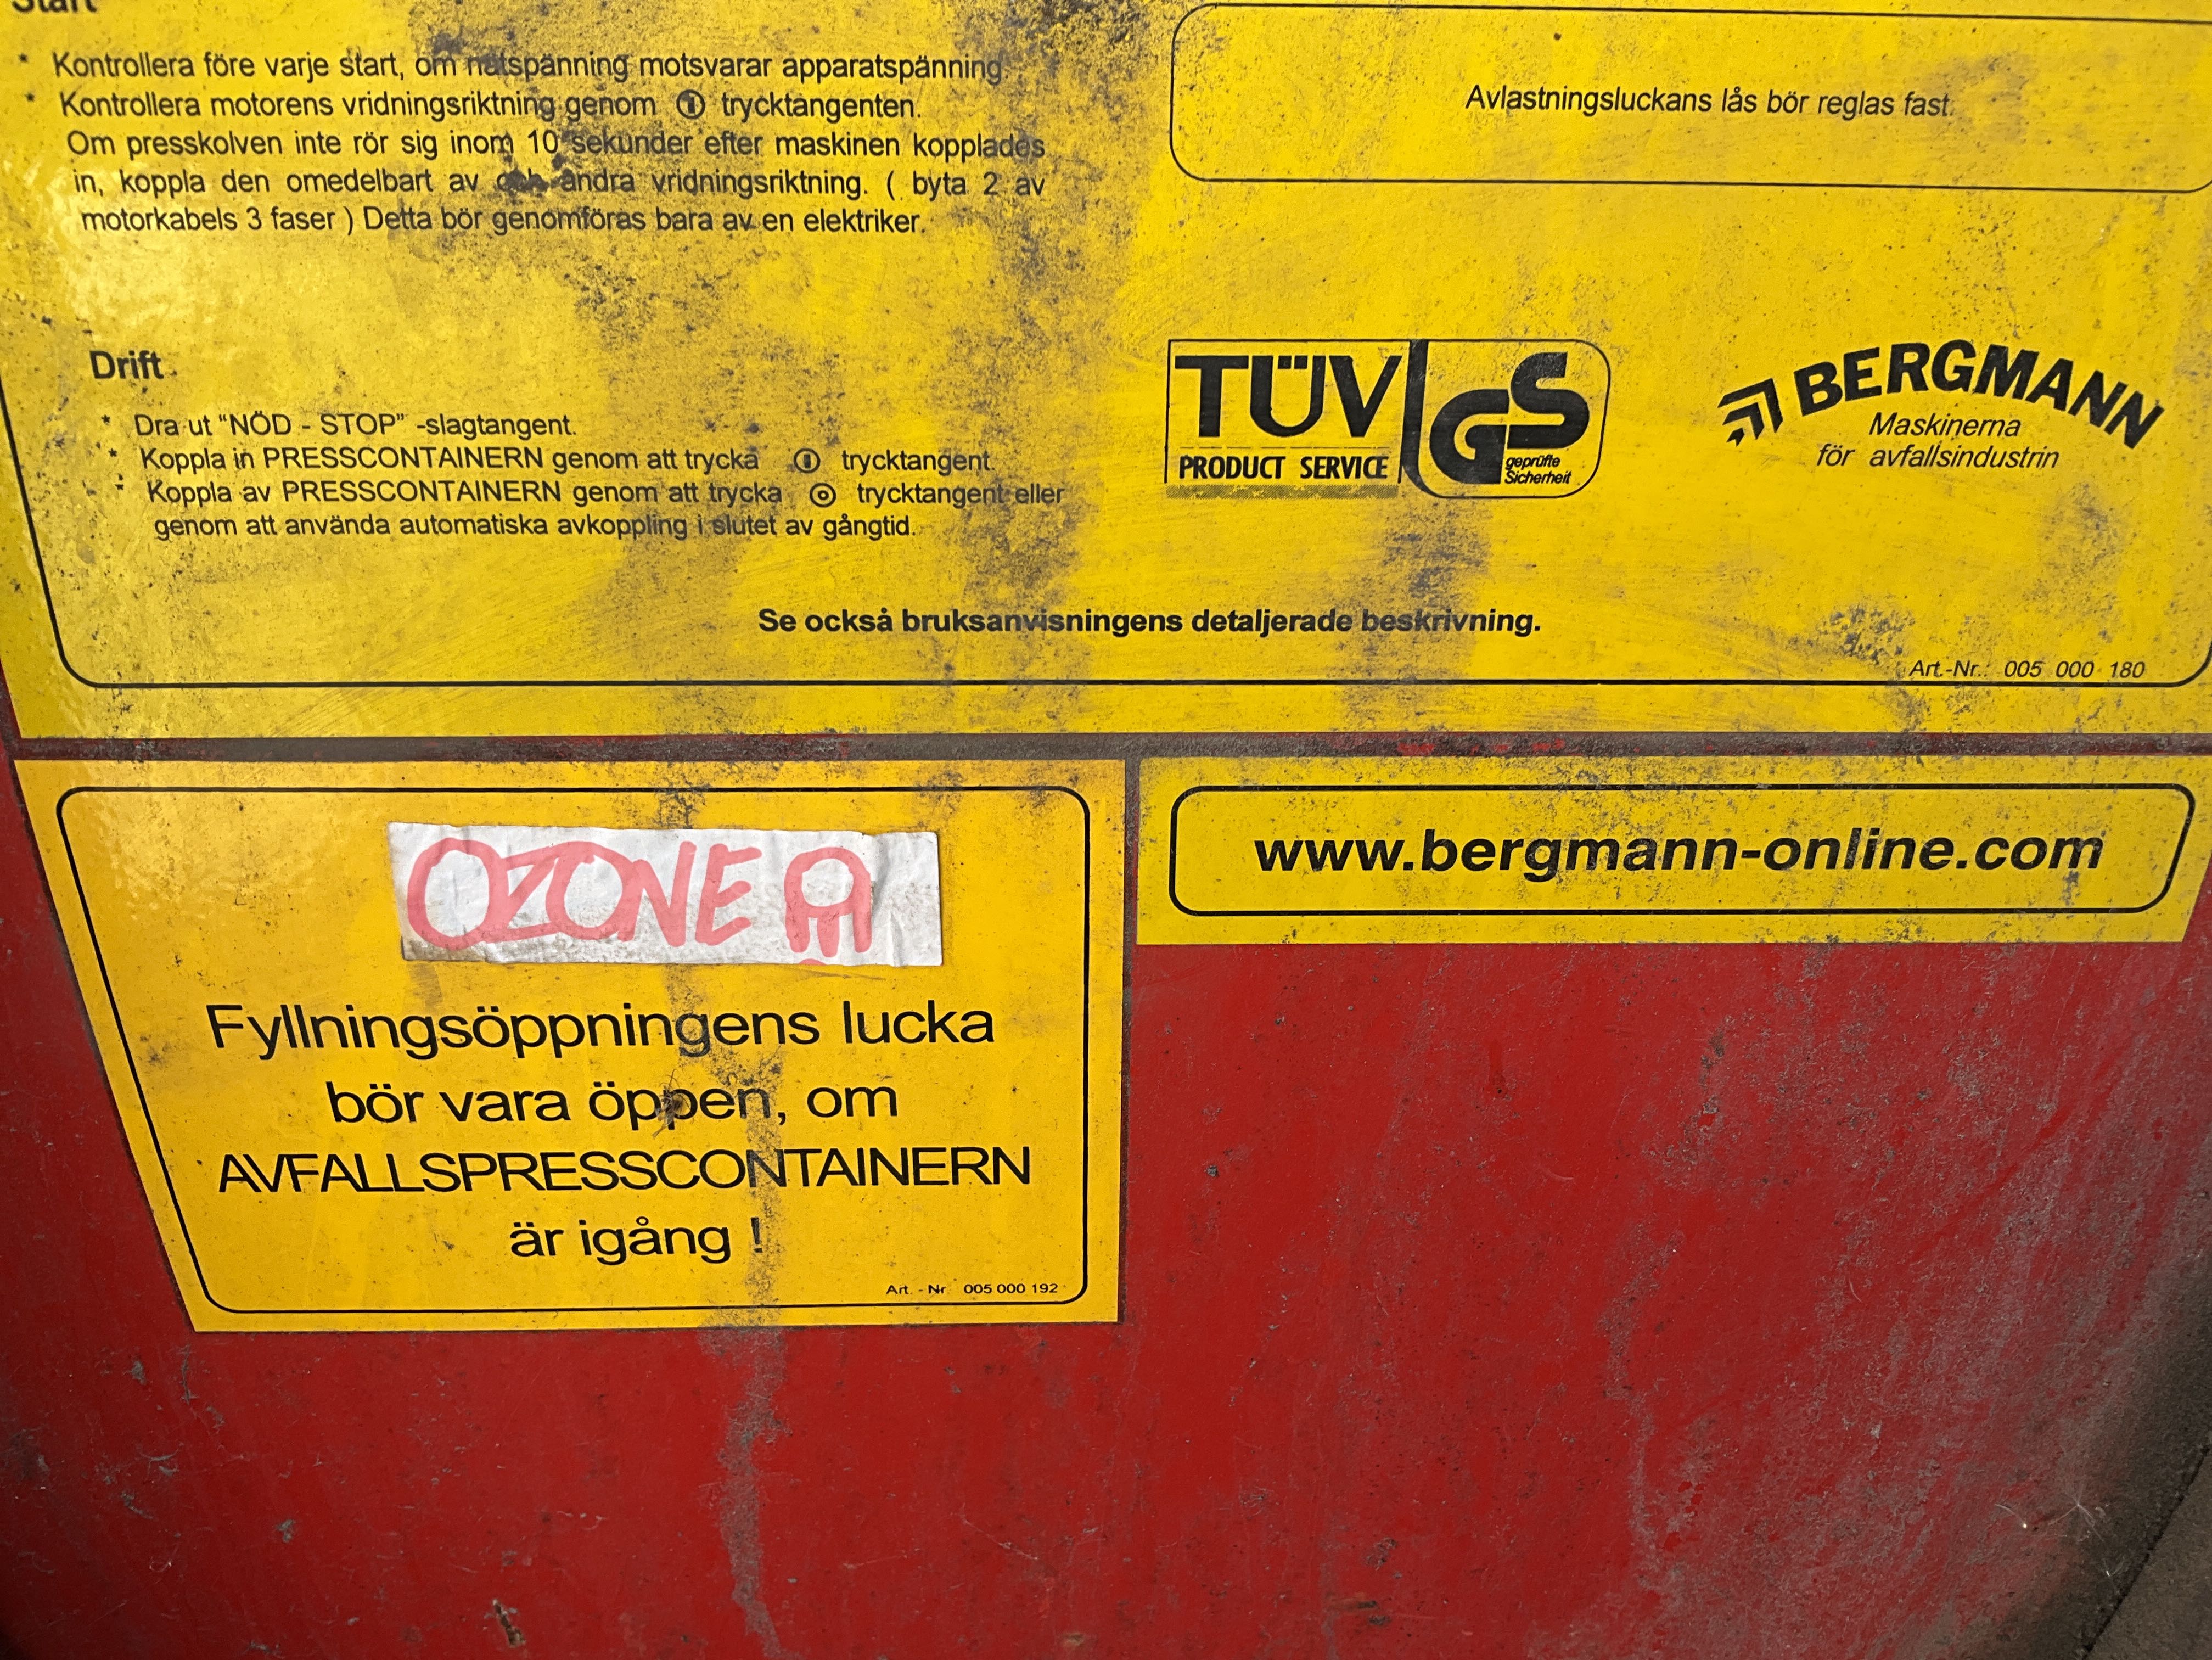 Start
* Kontrollera före varje start, om nätspänning motsvarar apparatspänning.
* Kontrollera motorens vridningsriktning genom trycktangenten.
Om presskolven inte rör sig inom 10 sekunder efter maskinen kopplades
in, koppla den omedelbart av och ändra vridningsriktning. ( byta 2 av
motorkabels 3 faser ) Detta bör genomföras bara av en elektriker.
Avlastningsluckans lås bör reglas fast.
Drift
* Dra ut “NÖD - STOP” -slagtangent.
* Koppla in PRESSCONTAINERN genom att trycka trycktangent.
* Koppla av PRESSCONTAINERN genom att trycka trycktangent eller
genom att använda automatiska avkoppling i slutet av gångtid.
TÜV
PRODUCT SERVICE
GS
geprüfte
Sicherheit
BERGMANN
Maskinerna
för avfallsindustrin
Se också bruksanvisningens detaljerade beskrivning.
Art.-Nr.: 005 000 180
OZONE
Fyllningsöppningens lucka
bör vara öppen, om
AVFALLSPRESSCONTAINERN
är igång !
Art. - Nr. 005 000 192
www.bergmann-online.com